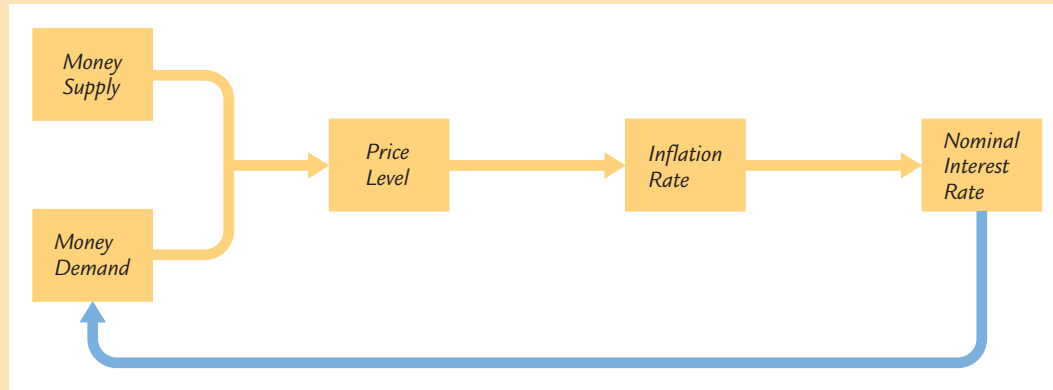 Money
Supply
Money
Demand
Price
Level
Inflation
Rate
Nominal
Interest
Rate